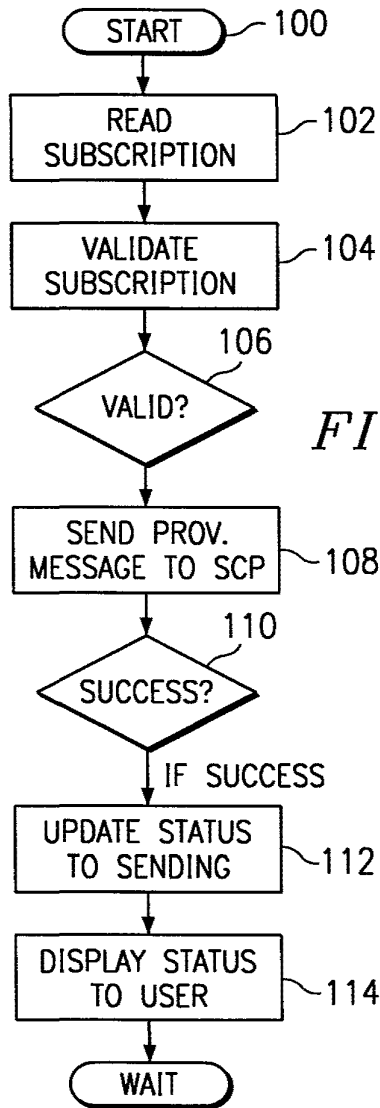 START
100
READ
SUBSCRIPTION
102
VALIDATE
SUBSCRIPTION
104
106
VALID?
FI
SEND PROV.
MESSAGE TO SCP
108
110
SUCCESS?
IF SUCCESS
UPDATE STATUS
TO SENDING
112
DISPLAY STATUS
TO USER
114
WAIT